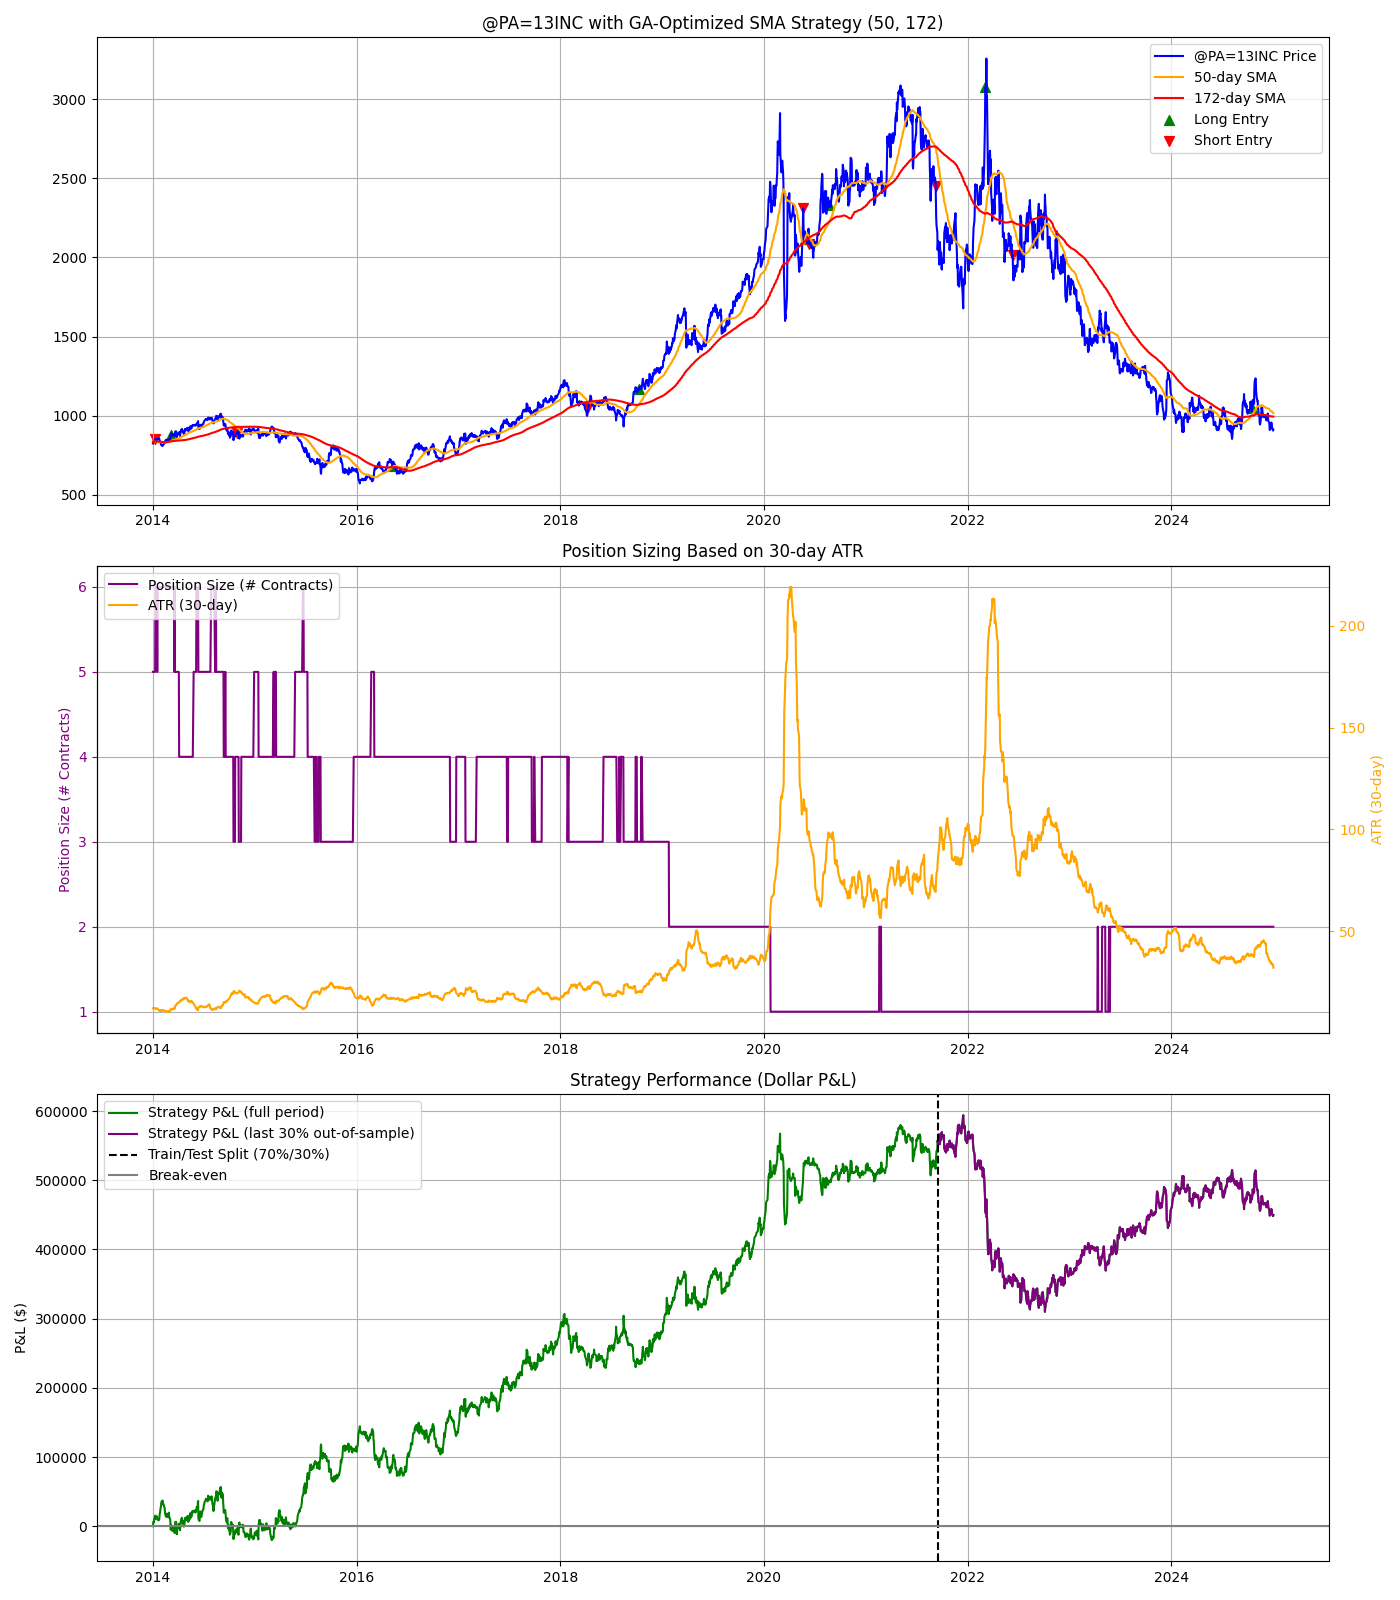 @PA=13INC with GA-Optimized SMA Strategy (50, 172)
@PA=13INC Price
50-day SMA
172-day SMA
Long Entry
Short Entry
3000
2500
2000
1500
1000
500
2014 2016 2018 2020 2022 2024
Position Sizing Based on 30-day ATR
Position Size (# Contracts)
ATR (30-day)
Position Size (# Contracts)
6
5
4
3
2
1
200
150
100
50
ATR (30-day)
2014 2016 2018 2020 2022 2024
Strategy Performance (Dollar P&L)
Strategy P&L (full period)
Strategy P&L (last 30% out-of-sample)
Train/Test Split (70%/30%)
Break-even
P&L ($)
600000
500000
400000
300000
200000
100000
0
2014 2016 2018 2020 2022 2024